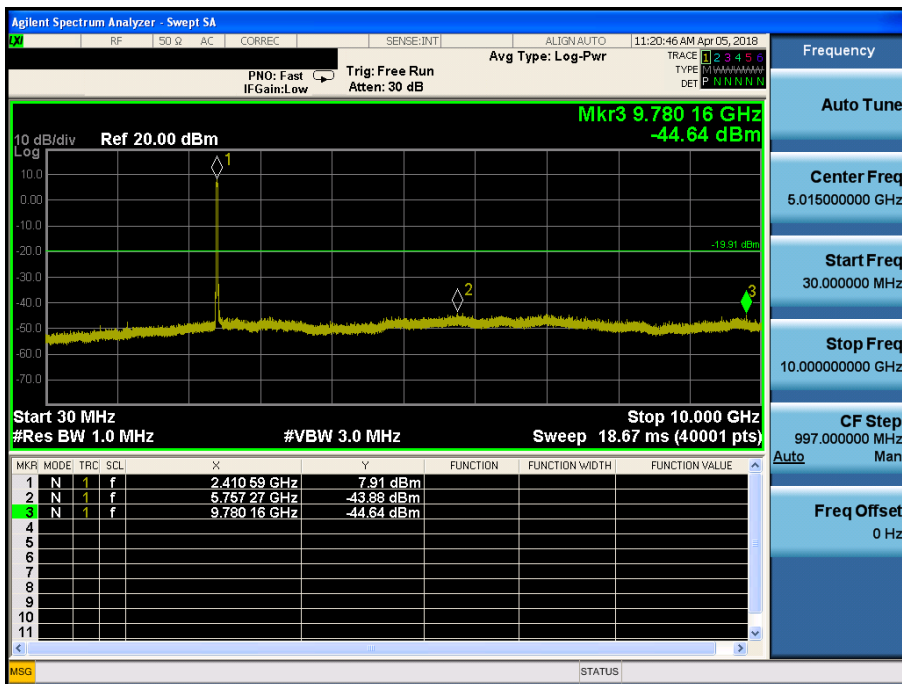 Agilent Spectrum Analyzer - Swept SA
LXI RF 50 Ω AC CORREC SENSE:INT ALIGN AUTO 11:20:46 AM Apr 05, 2018
Frequency
Avg Type: Log-Pwr
TRACE 1 2 3 4 5 6
PNO: Fast Trig: Free Run
TYPE MWWWWW
IFGain:Low Atten: 30 dB
DET P N N N N N
Auto Tune
Mkr3 9.780 16 GHz
-44.64 dBm
10 dB/div Ref 20.00 dBm
Log
10.0
0.00
-10.0
-20.0
-30.0
-40.0
-50.0
-60.0
-70.0
1
-19.91 dBm
2
3
Center Freq
5.015000000 GHz
Start Freq
30.000000 MHz
Stop Freq
10.000000000 GHz
Start 30 MHz Stop 10.000 GHz
#Res BW 1.0 MHz #VBW 3.0 MHz Sweep 18.67 ms (40001 pts)
CF Step
997.000000 MHz
Auto Man
MKR MODE TRC SCL X Y FUNCTION FUNCTION WIDTH FUNCTION VALUE
1 N 1 f 2.410 59 GHz 7.91 dBm
2 N 1 f 5.757 27 GHz -43.88 dBm
3 N 1 f 9.780 16 GHz -44.64 dBm
4
5
6
7
8
9
10
11
Freq Offset
0 Hz
MSG STATUS